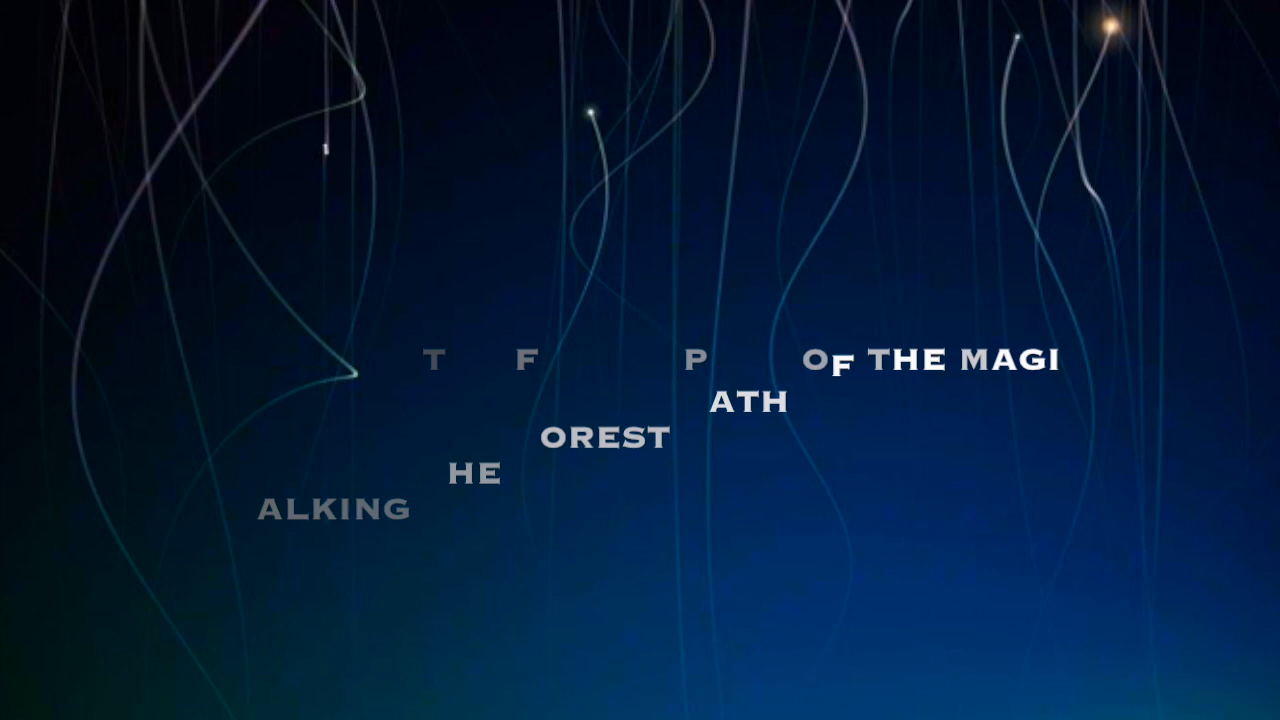 T F P OF THE MAGI
ATH
OREST
HE
ALKING